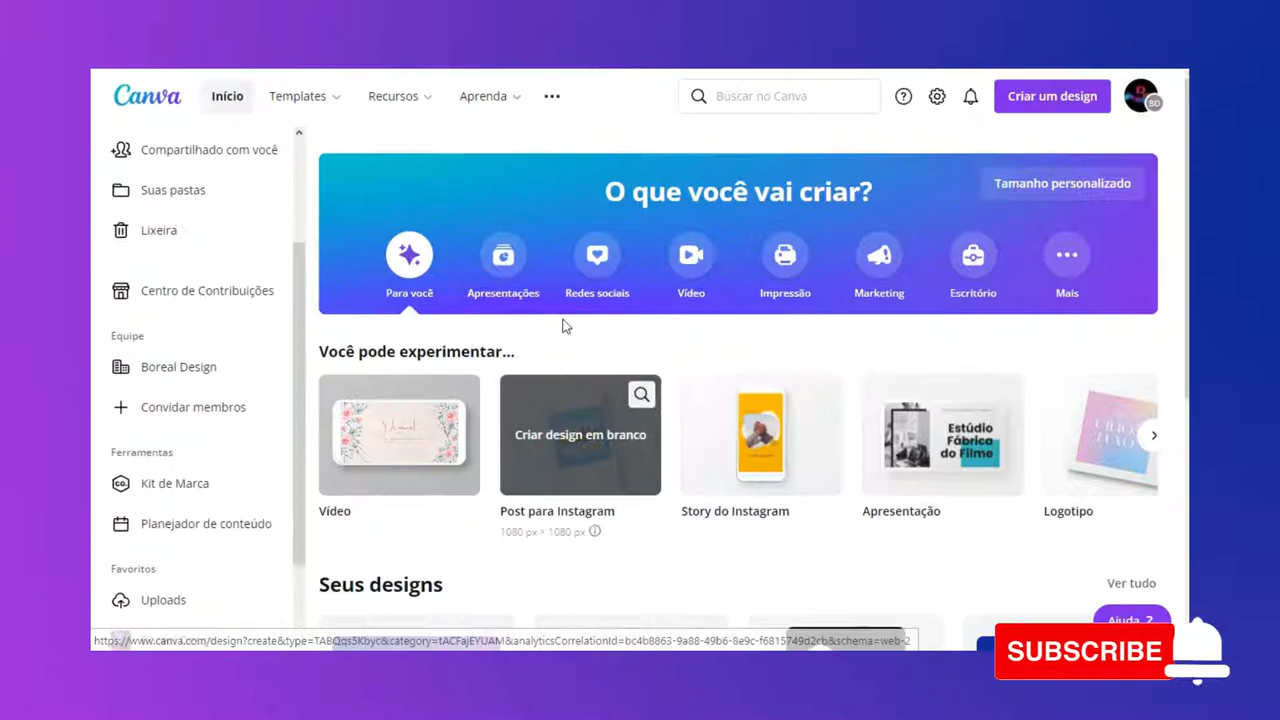 Canva
Início
Templates
Recursos
Aprenda
Buscar no Canva
Criar um design
BD
Compartilhado com você
Suas pastas
Lixeira
Centro de Contribuições
Equipe
Boreal Design
Convidar membros
Ferramentas
Kit de Marca
Planejador de conteúdo
Favoritos
Uploads
O que você vai criar?
Tamanho personalizado
Para você
Apresentações
Redes sociais
Vídeo
Impressão
Marketing
Escritório
Mais
Você pode experimentar...
Criar design em branco
Estúdio
Fábrica
do Filme
CO.
Vídeo
Post para Instagram
1080 px × 1080 px
Story do Instagram
Apresentação
Logotipo
Seus designs
Ver tudo
Ajuda ?
https://www.canva.com/design?create&type=TABQqs5Kbyc&category=tACFajEYUAM&analyticsCorrelationId=bc4b8863-9a88-49b6-8e9c-f6815749d2cb&schema=web-2
SUBSCRIBE